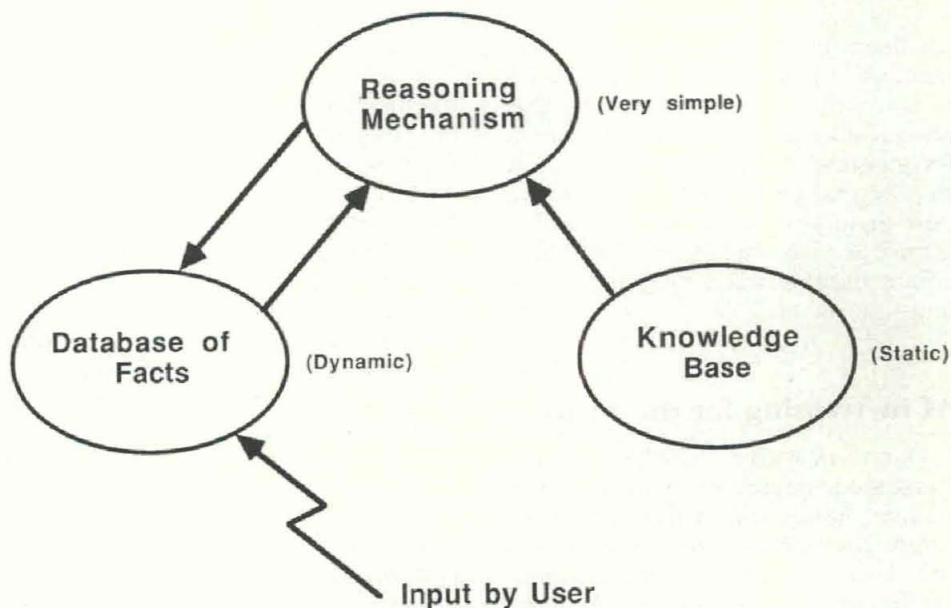 Reasoning
Mechanism
(Very simple)
Database of
Facts
(Dynamic)
Knowledge
Base
(Static)
Input by User